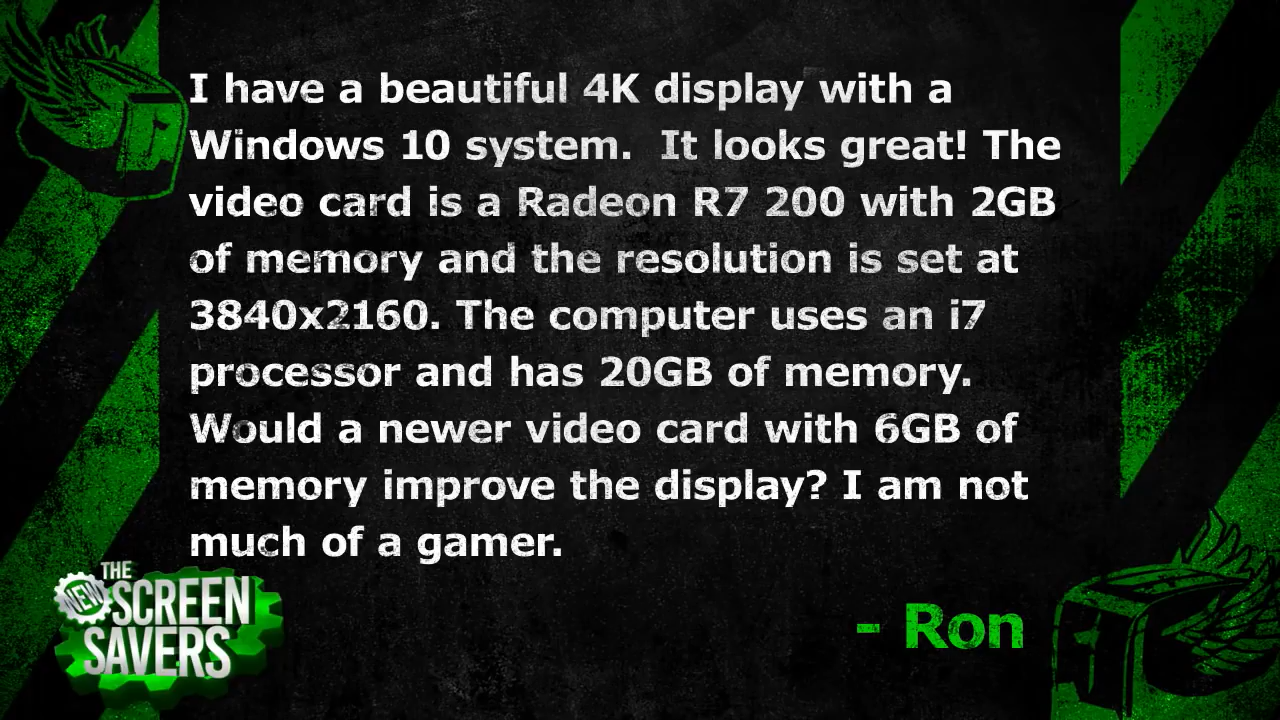 I have a beautiful 4K display with a
Windows 10 system.  It looks great! The
video card is a Radeon R7 200 with 2GB
of memory and the resolution is set at
3840x2160. The computer uses an i7
processor and has 20GB of memory.
Would a newer video card with 6GB of
memory improve the display? I am not
much of a gamer.
- Ron
THE
NEW
SCREEN
SAVERS